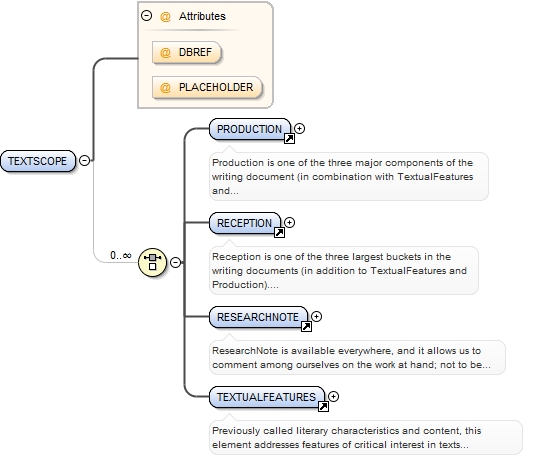 Attributes
@ DBREF
@ PLACEHOLDER
TEXTSCOPE
0..∞
PRODUCTION
Production is one of the three major components of the
writing document (in combination with TextualFeatures
and...
RECEPTION
Reception is one of the three largest buckets in the
writing documents (in addition to TextualFeatures and
Production)....
RESEARCHNOTE
ResearchNote is available everywhere, and it allows us to
comment among ourselves on the work at hand; not to be...
TEXTUALFEATURES
Previously called literary characteristics and content, this
element addresses features of critical interest in texts...